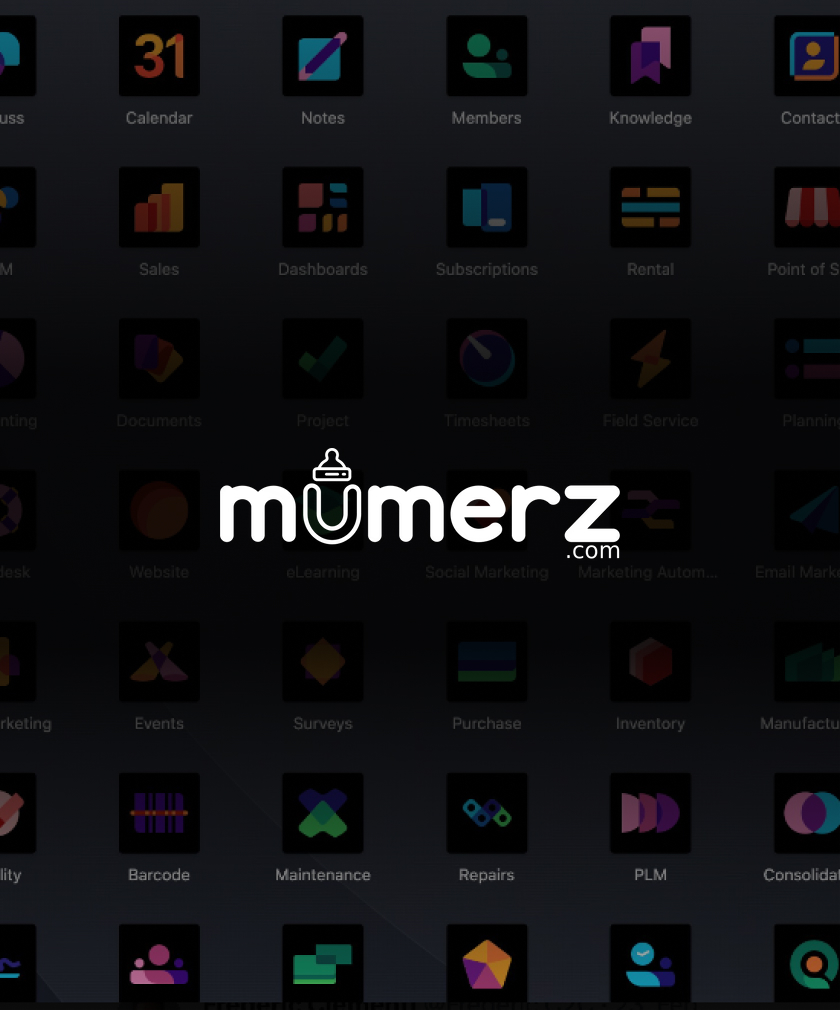 uss Calendar Notes Members Knowledge Contact
M Sales Dashboards Subscriptions Rental Point of S
nting Documents Project Timesheets Field Service Planning
mumerz
.com
desk Website eLearning Social Marketing Marketing Autom... Email Marke
rketing Events Surveys Purchase Inventory Manufactu
lity Barcode Maintenance Repairs PLM Consolidat